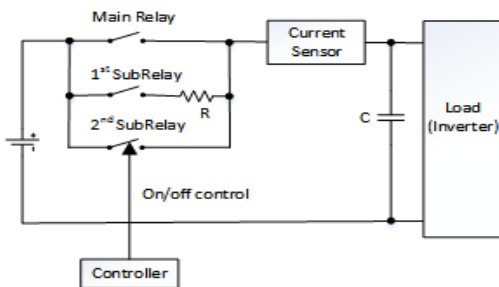 Main Relay
Current
Sensor
1st SubRelay
R
2nd SubRelay
C
Load
(Inverter)
On/off control
Controller